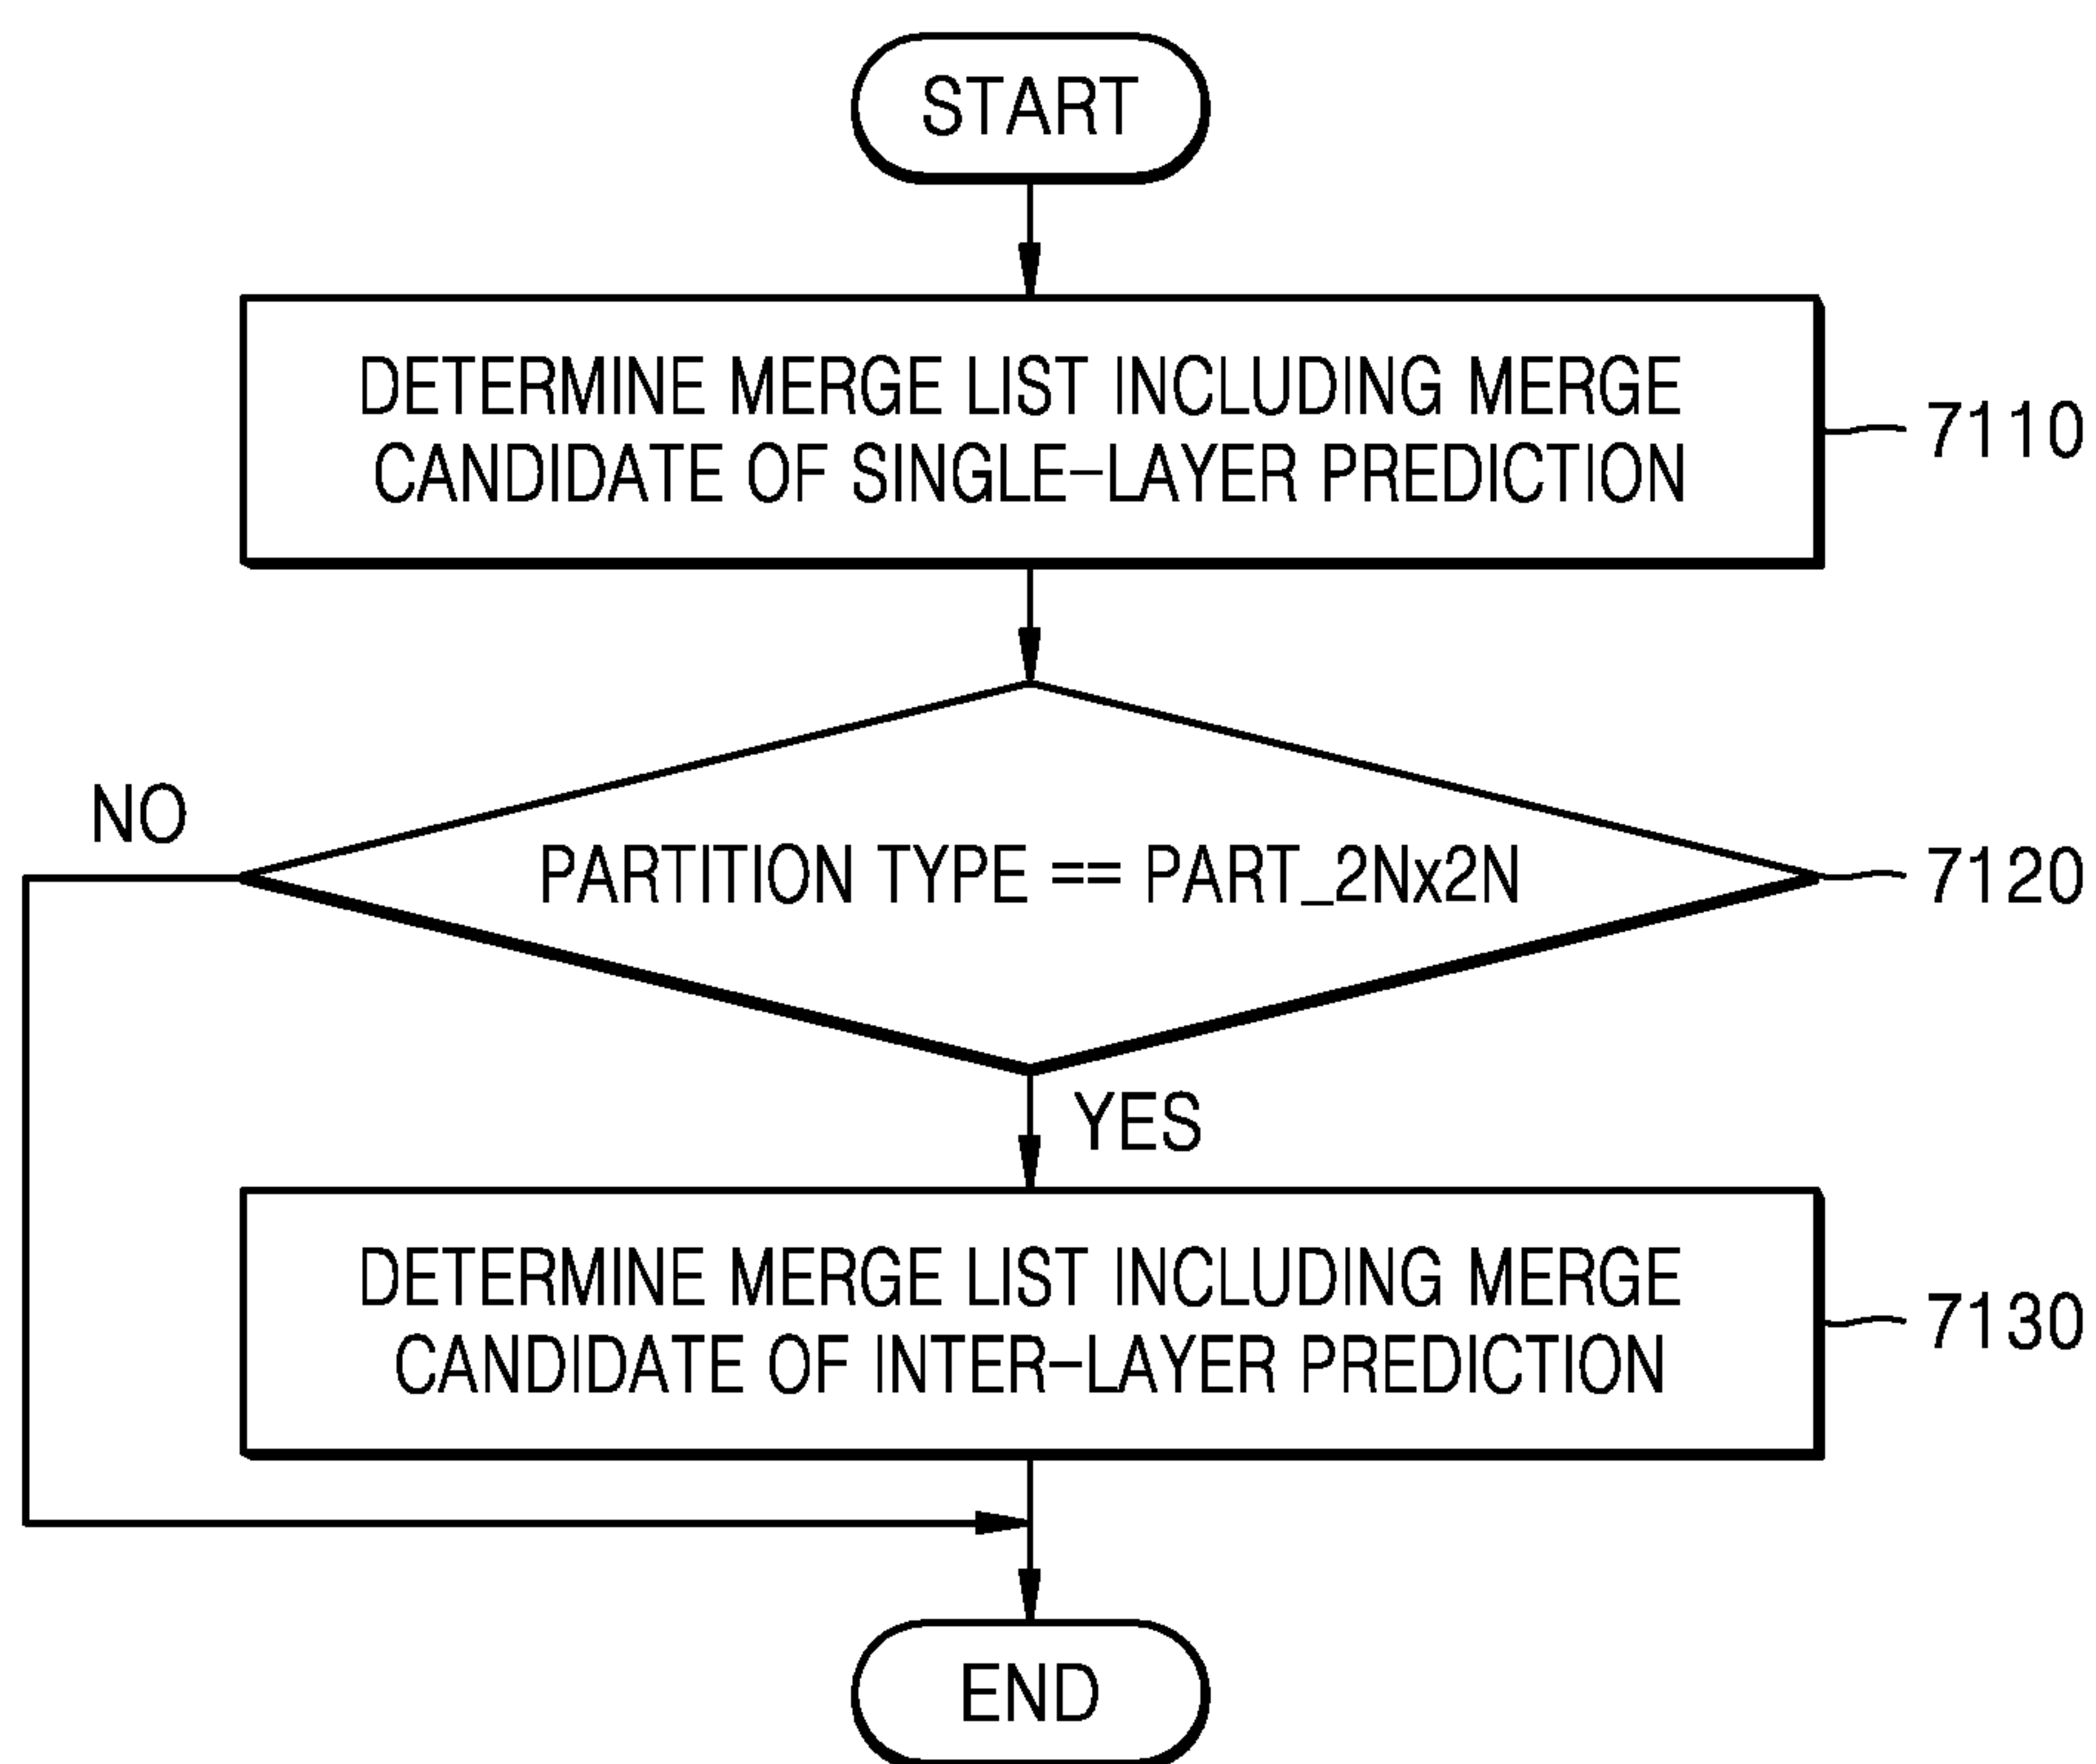 START
DETERMINE MERGE LIST INCLUDING MERGE
CANDIDATE OF SINGLE-LAYER PREDICTION
7110
NO
PARTITION TYPE == PART_2Nx2N
7120
YES
DETERMINE MERGE LIST INCLUDING MERGE
CANDIDATE OF INTER-LAYER PREDICTION
7130
END